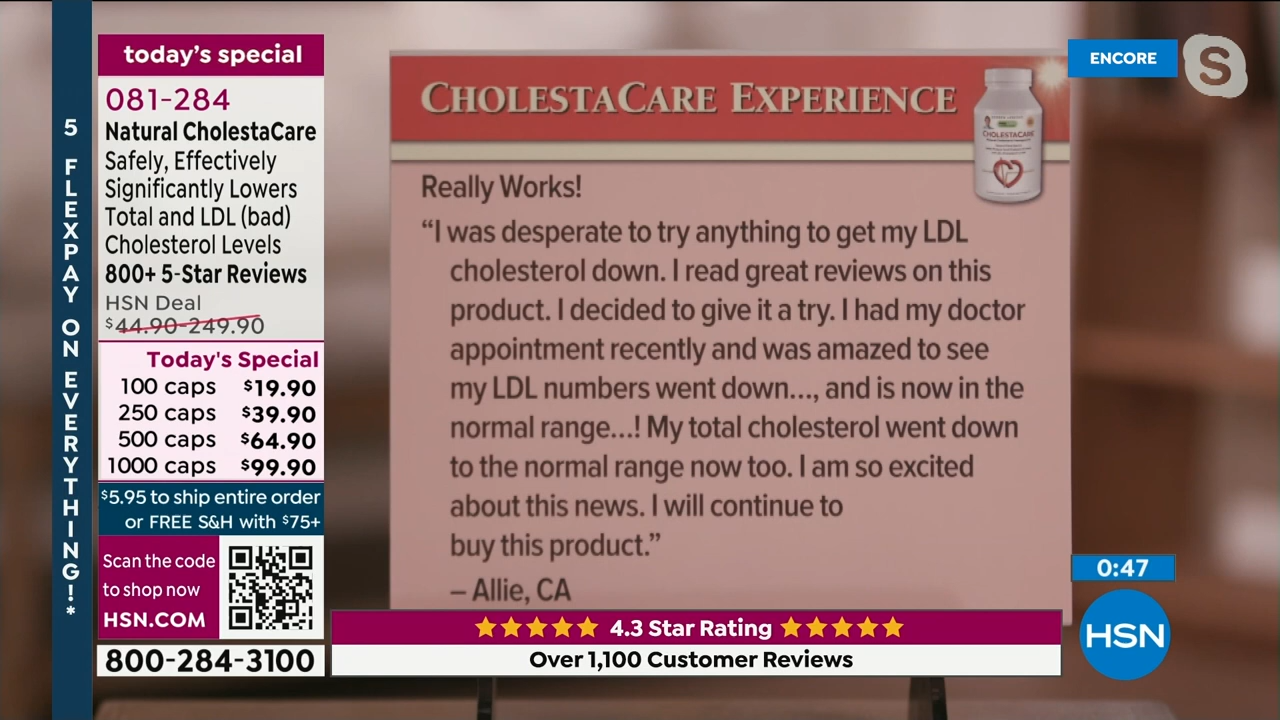 5 FLEXPAY ON EVERYTHING!*
today's special
081-284
Natural CholestaCare
Safely, Effectively
Significantly Lowers
Total and LDL (bad)
Cholesterol Levels
800+ 5-Star Reviews
HSN Deal
$44.90-249.90
Today's Special
100 caps $19.90
250 caps $39.90
500 caps $64.90
1000 caps $99.90
$5.95 to ship entire order
or FREE S&H with $75+
Scan the code
to shop now
HSN.COM
800-284-3100
CHOLESTACARE EXPERIENCE
CHOLESTACARE
Really Works!
“I was desperate to try anything to get my LDL
cholesterol down. I read great reviews on this
product. I decided to give it a try. I had my doctor
appointment recently and was amazed to see
my LDL numbers went down..., and is now in the
normal range...! My total cholesterol went down
to the normal range now too. I am so excited
about this news. I will continue to
buy this product.”
– Allie, CA
4.3 Star Rating
Over 1,100 Customer Reviews
ENCORE
S
0:47
HSN